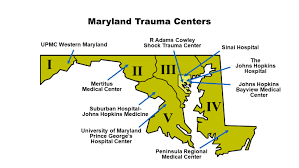 Maryland Trauma Centers
UPMC Western Maryland
R Adams Cowley
Shock Trauma Center
Sinai Hospital
The Johns
Hopkins
Hospital
Johns Hopkins
Bayview Medical
Center
I
II
III
IV
V
Meritus
Medical Center
Suburban Hospital-
Johns Hopkins Medicine
University of Maryland
Prince George's
Hospital Center
Peninsula Regional
Medical Center